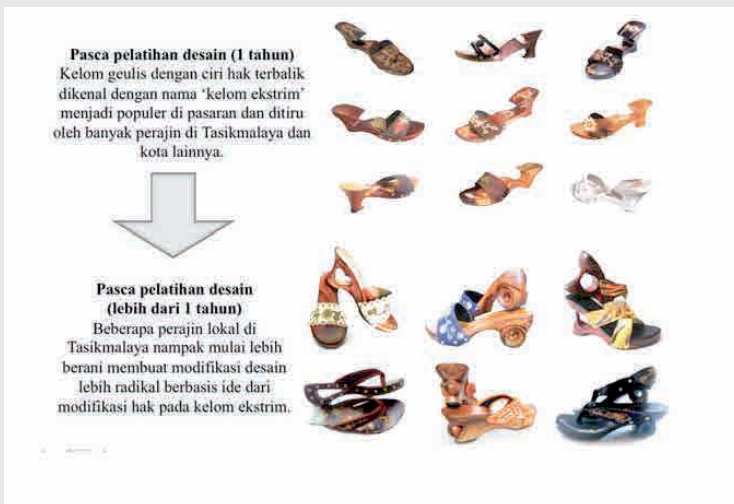 Pasca pelatihan desain (1 tahun)
Kelom geulis dengan ciri hak terbalik
dikenal dengan nama ‘kelom ekstrim’
menjadi populer di pasaran dan ditiru
oleh banyak perajin di Tasikmalaya dan
kota lainnya.
Pasca pelatihan desain
(lebih dari 1 tahun)
Beberapa perajin lokal di
Tasikmalaya nampak mulai lebih
berani membuat modifikasi desain
lebih radikal berbasis ide dari
modifikasi hak pada kelom ekstrim.